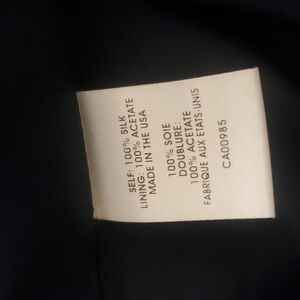 SELF: 100% SILK
LINING: 100% ACETATE
MADE IN THE USA
100% SOIE
DOUBLURE:
100% ACETATE
FABRIQUE AUX ETATS-UNIS
CA00985